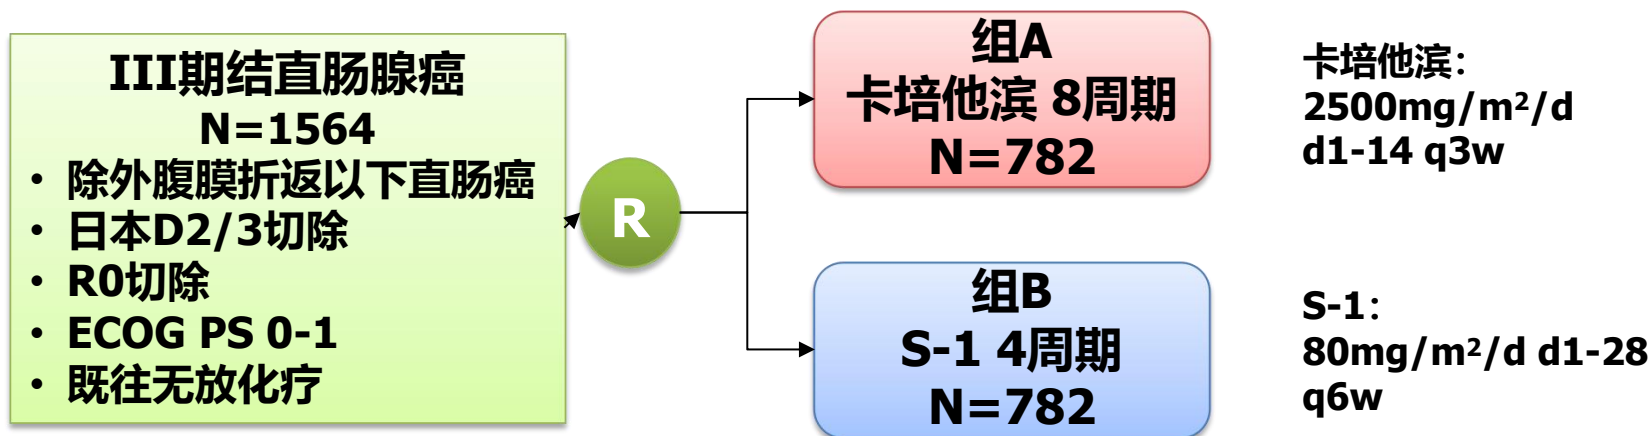 III期结直肠腺癌
N=1564
• 除外腹膜折返以下直肠癌
• 日本D2/3切除
• R0切除
• ECOG PS 0-1
• 既往无放化疗
R
组A
卡培他滨 8周期
N=782
卡培他滨：
2500mg/m²/d
d1-14 q3w
组B
S-1 4周期
N=782
S-1：
80mg/m²/d d1-28
q6w